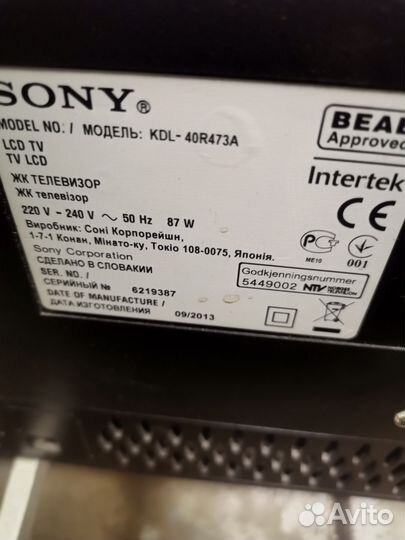 SONY®
MODEL NO: / МОДЕЛЬ: KDL-40R473A
LCD TV
TV LCD
ЖК ТЕЛЕВИЗОР
ЖК телевізор
220 V - 240 V ~ 50 Hz 87 W
Виробник: Соні Корпорейшн,
1-7-1 Конан, Мінато-ку, Токіо 108-0075, Японія.
Sony Corporation
СДЕЛАНО В СЛОВАКИИ
SER. NO. /
СЕРИЙНЫЙ № 6219387
DATE OF MANUFACTURE /
ДАТА ИЗГОТОВЛЕНИЯ 09/2013
BEAB
Approved
Intertek
CE
ME10
001
Godkjenningsnummer
5449002 NTV
Avito